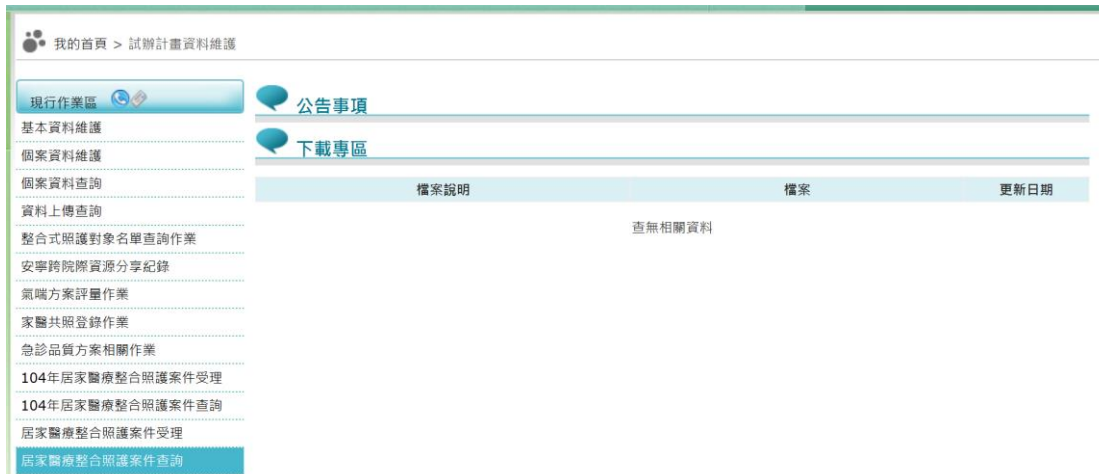 我的首頁 > 試辦計畫資料維護
現行作業區
基本資料維護
個案資料維護
個案資料查詢
資料上傳查詢
整合式照護對象名單查詢作業
安寧跨院際資源分享紀錄
氣喘方案評量作業
家醫共照登錄作業
急診品質方案相關作業
104年居家醫療整合照護案件受理
104年居家醫療整合照護案件查詢
居家醫療整合照護案件受理
居家醫療整合照護案件查詢
公告事項
下載專區
檔案說明 檔案 更新日期
查無相關資料